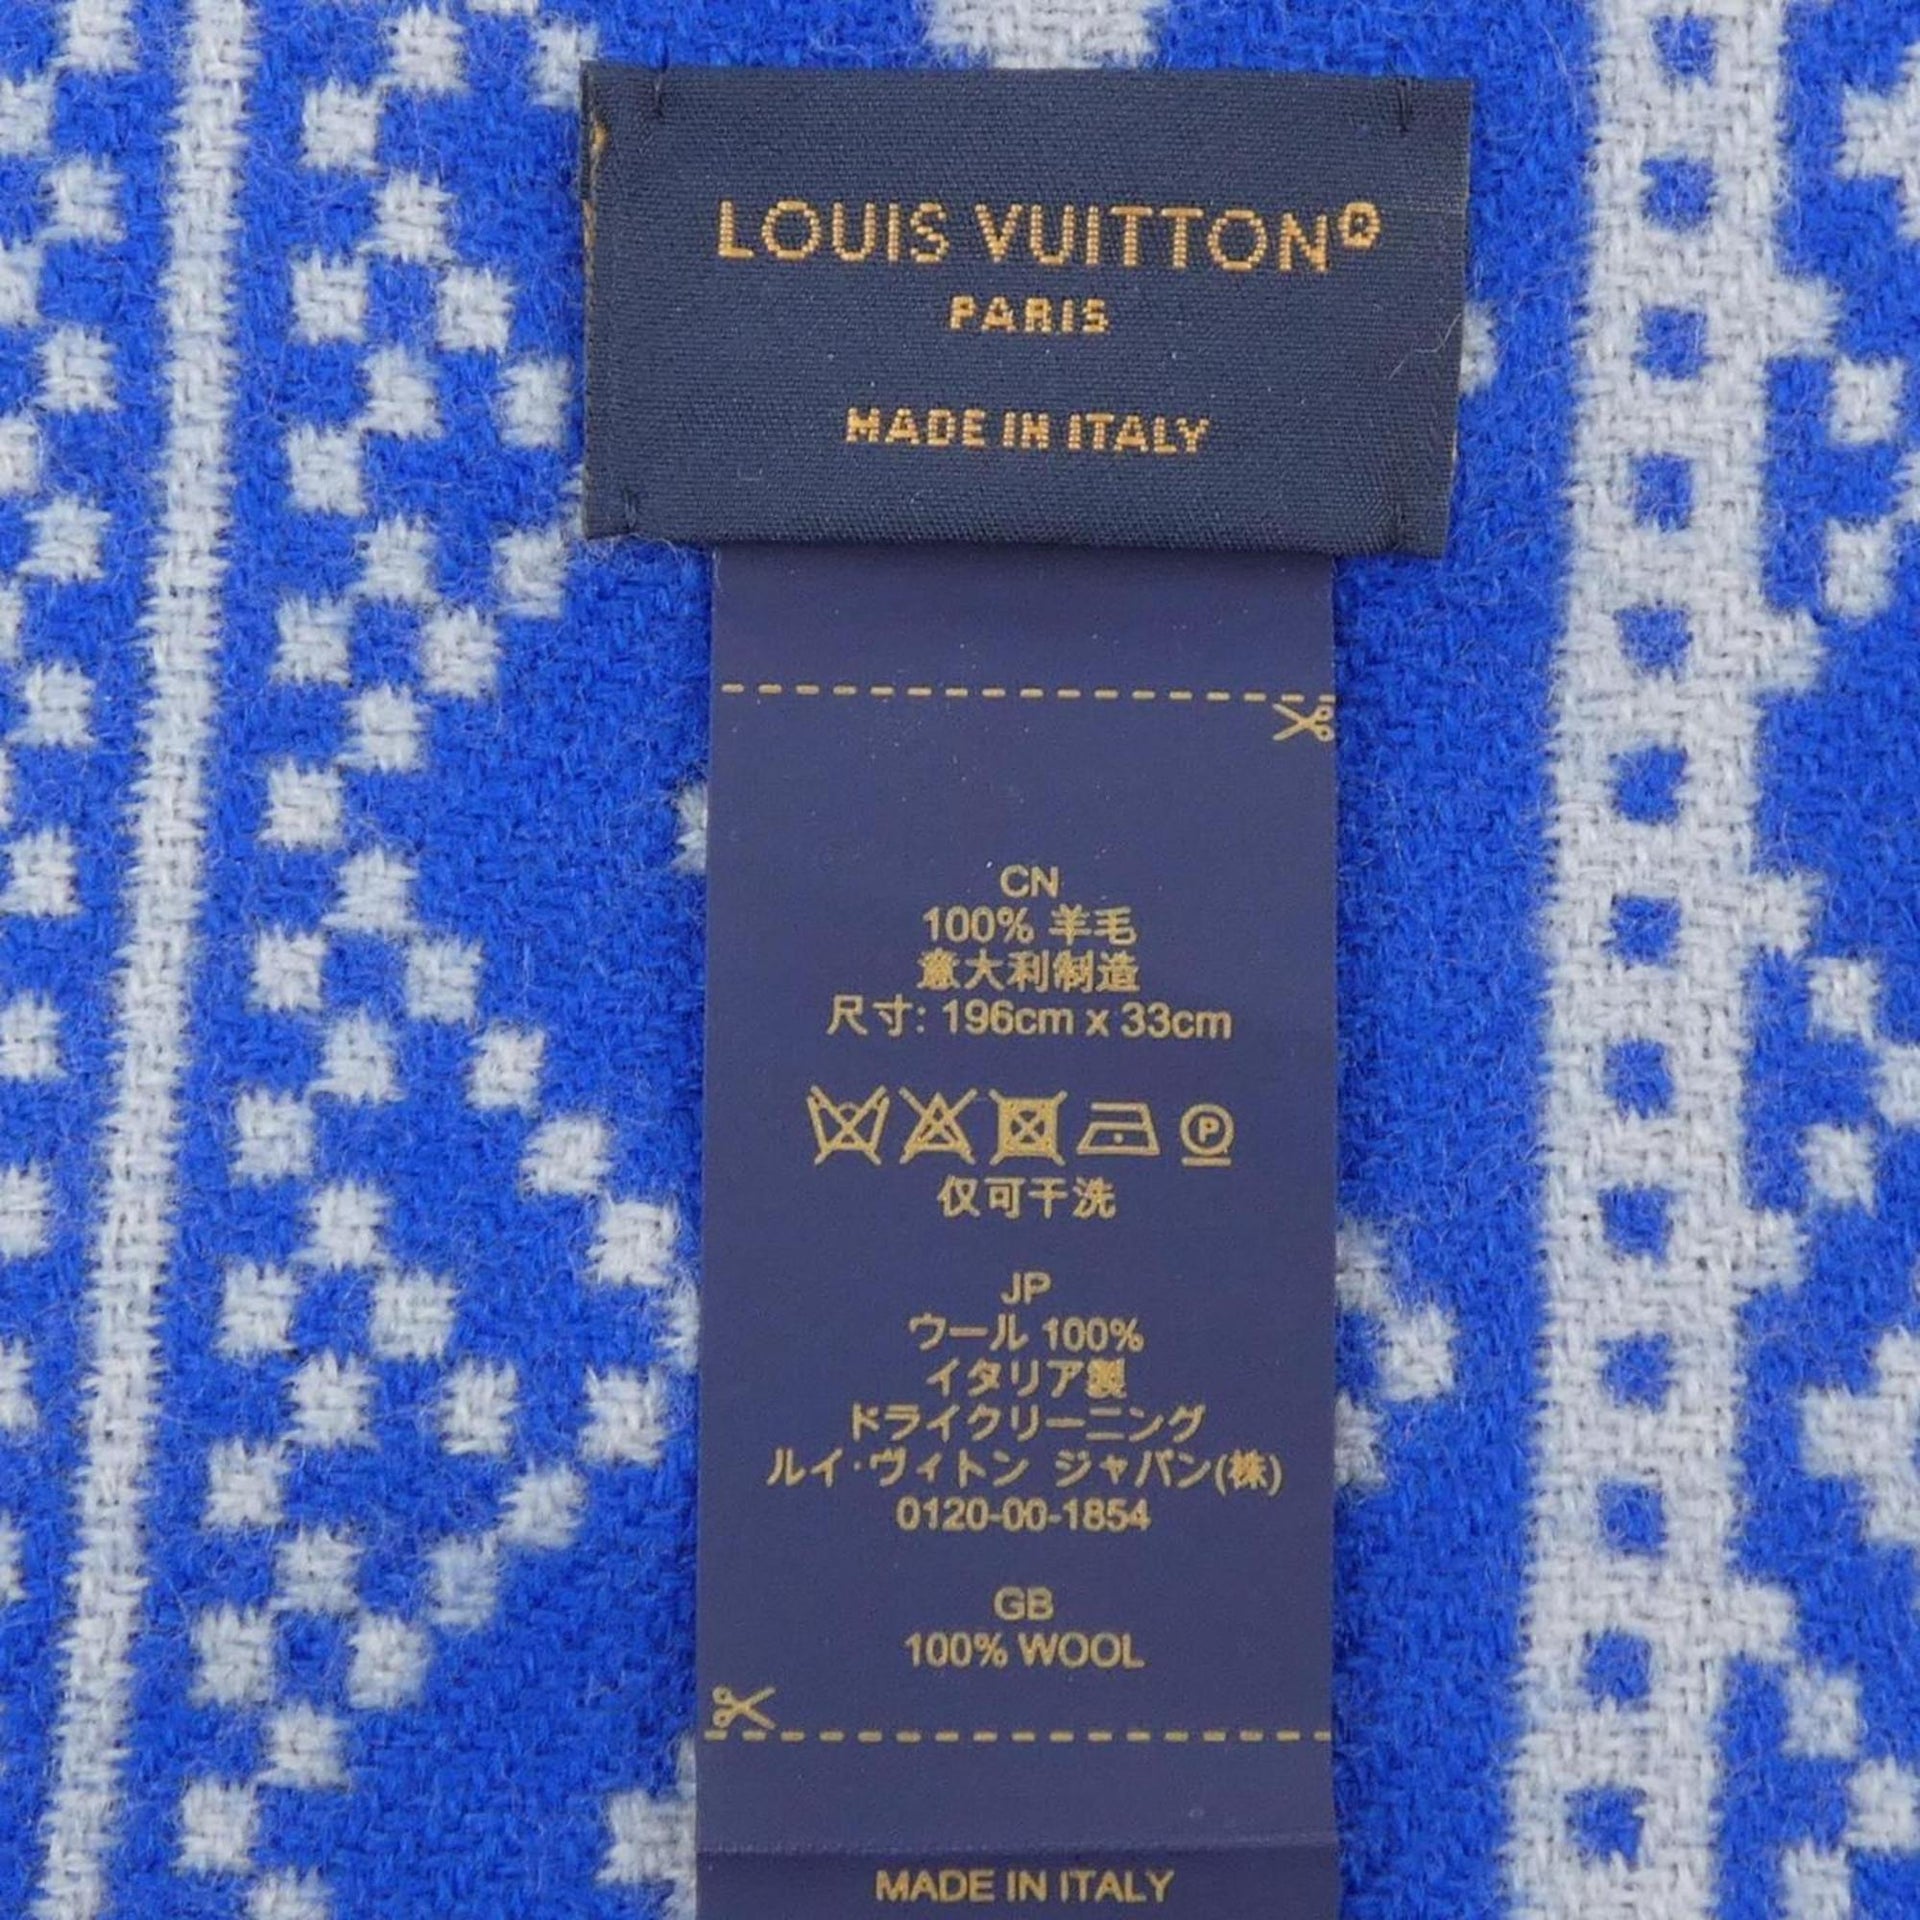 LOUIS VUITTON®
PARIS
MADE IN ITALY
CN
100% 羊毛
意大利制造
尺寸: 196cm x 33cm
P
仅可干洗
JP
ウール 100%
イタリア製
ドライクリーニング
ルイ·ヴィトン ジャパン(株)
0120-00-1854
GB
100% WOOL
MADE IN ITALY